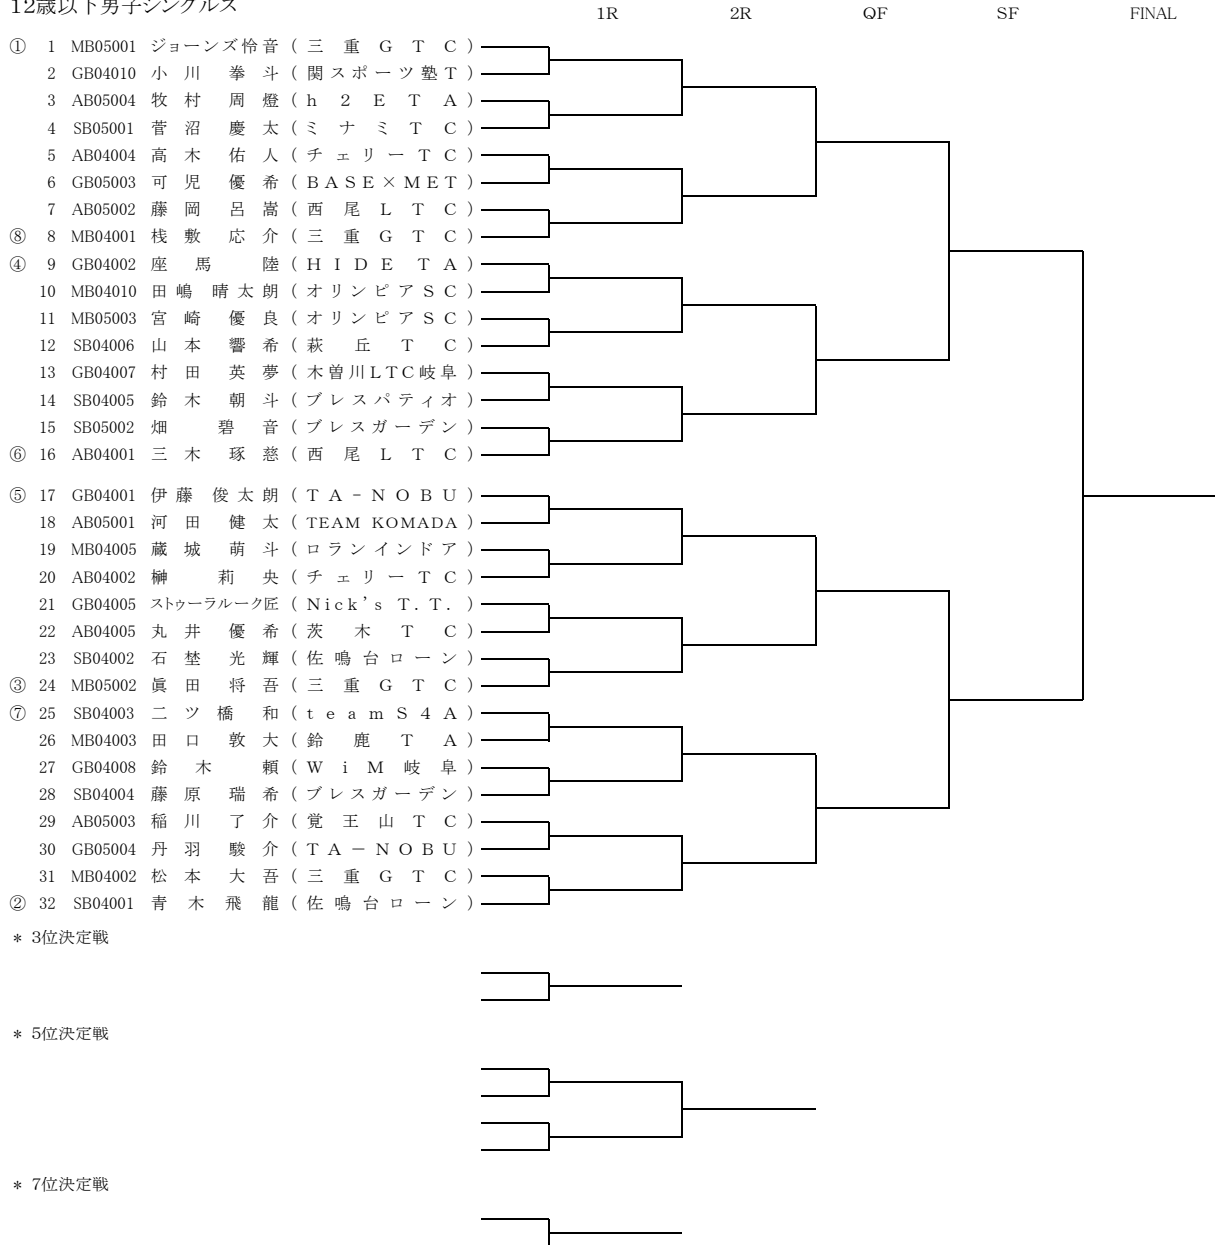 12歳以下男子シングルス
1R 2R QF SF FINAL
① 1 MB05001 ジョーンズ怜音 (三重GTC)
2 GB04010 小川 拳斗 (関スポーツ塾T)
3 AB05004 牧村 周燈 (h2ETA)
4 SB05001 菅沼 慶太 (ミナミTC)
5 AB04004 高木 佑人 (チェリーTC)
6 GB05003 可児 優希 (BASE×MET)
7 AB05002 藤岡 呂嵩 (西尾LTC)
⑧ 8 MB04001 桟敷 応介 (三重GTC)
④ 9 GB04002 座馬 陸 (HIDE TA)
10 MB04010 田嶋 晴太朗 (オリンピアSC)
11 MB05003 宮崎 優良 (オリンピアSC)
12 SB04006 山本 響希 (萩丘TC)
13 GB04007 村田 英夢 (木曽川LTC岐阜)
14 SB04005 鈴木 朝斗 (ブレスパティオ)
15 SB05002 畑 碧音 (ブレスガーデン)
⑥ 16 AB04001 三木 琢慈 (西尾LTC)
⑤ 17 GB04001 伊藤 俊太朗 (TA-NOBU)
18 AB05001 河田 健太 (TEAM KOMADA)
19 MB04005 蔵城 萌斗 (ロランインドア)
20 AB04002 榊 莉央 (チェリーTC)
21 GB04005 ストゥーラルーク匠 (Nick's T.T.)
22 AB04005 丸井 優希 (茨木TC)
23 SB04002 石埜 光輝 (佐鳴台ローン)
③ 24 MB05002 眞田 将吾 (三重GTC)
⑦ 25 SB04003 二ツ橋 和 (teamS4A)
26 MB04003 田口 敦大 (鈴鹿TA)
27 GB04008 鈴木 頼 (WiM岐阜)
28 SB04004 藤原 瑞希 (ブレスガーデン)
29 AB05003 稲川 了介 (覚王山TC)
30 GB05004 丹羽 駿介 (TA－NOBU)
31 MB04002 松本 大吾 (三重GTC)
② 32 SB04001 青木 飛龍 (佐鳴台ローン)
* 3位決定戦
* 5位決定戦
* 7位決定戦